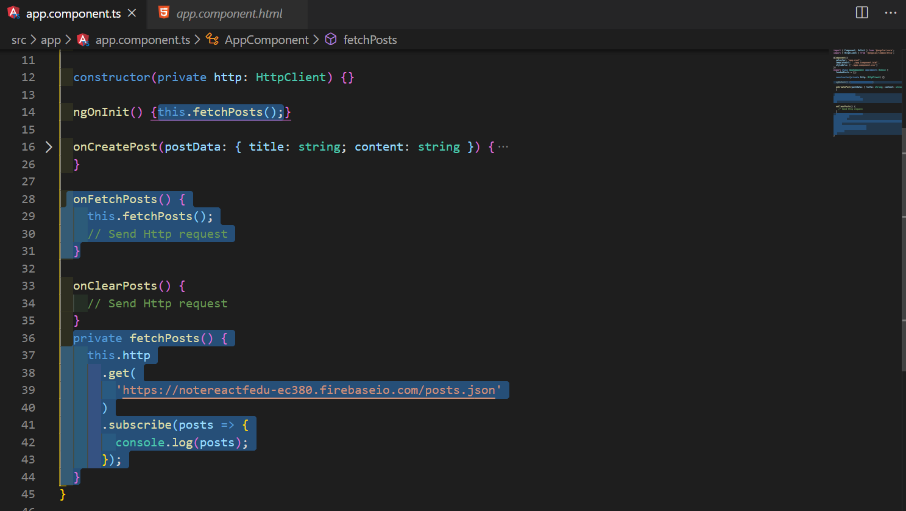 app.component.ts ×
app.component.html
src > app > app.component.ts > AppComponent > fetchPosts
11
12 constructor(private http: HttpClient) {}
13
14 ngOnInit() {this.fetchPosts();}
15
16 onCreatePost(postData: { title: string; content: string }) {···
26 }
27
28 onFetchPosts() {
29 this.fetchPosts();
30 // Send Http request
31 }
32
33 onClearPosts() {
34 // Send Http request
35 }
36 private fetchPosts() {
37 this.http
38 .get(
39 'https://notereactfedu-ec380.firebaseio.com/posts.json'
40 )
41 .subscribe(posts => {
42 console.log(posts);
43 });
44 }
45 }